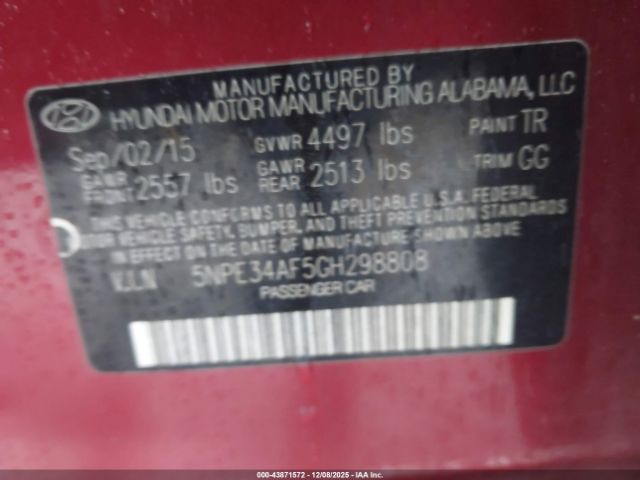 MANUFACTURED BY
HYUNDAI MOTOR MANUFACTURING ALABAMA, LLC
Sep/02/15 GVWR 4497 lbs PAINT TR
GAWR FRONT 2557 lbs GAWR REAR 2513 lbs TRIM GG
THIS VEHICLE CONFORMS TO ALL APPLICABLE U.S.A. FEDERAL
MOTOR VEHICLE SAFETY, BUMPER, AND THEFT PREVENTION STANDARDS
IN EFFECT ON THE DATE OF MANUFACTURE SHOWN ABOVE.
V.I.N 5NPE34AF5GH298808
PASSENGER CAR
00-43871572 12/08/2025 - Copyright IAA, Inc.